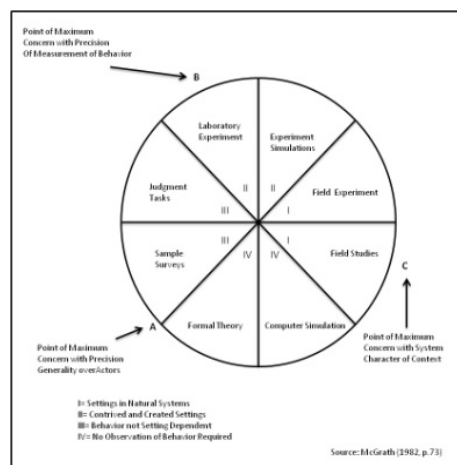 Point of Maximum
Concern with Precision
Of Measurement of Behavior
B
Laboratory
Experiment
Experiment
Simulations
Judgment
Tasks
II
II
Field Experiment
III
I
III
I
Sample
Surveys
IV
IV
Field Studies
C
A
Formal Theory
Computer Simulation
Point of Maximum
Concern with Precision
Generality overActors
Point of Maximum
Concern with System
Character of Context
I= Settings in Natural Systems
II= Contrived and Created Settings
III= Behavior not Setting Dependent
IV= No Observation of Behavior Required
Source: McGrath (1982, p.73)